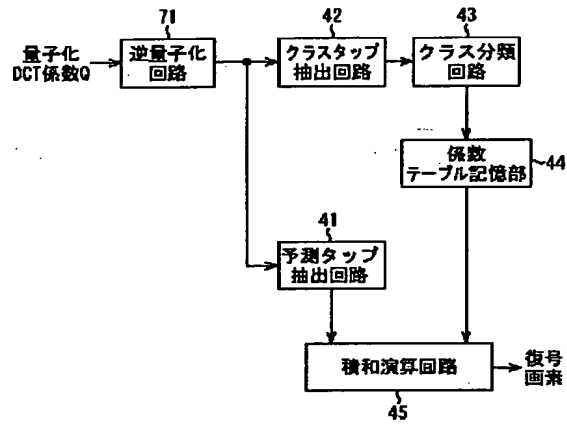 71
42
43
量子化
DCT係数Q
逆量子化
回路
クラスタップ
抽出回路
クラス分類
回路
係数
テーブル記憶部
44
41
予測タップ
抽出回路
積和演算回路
復号
画素
45